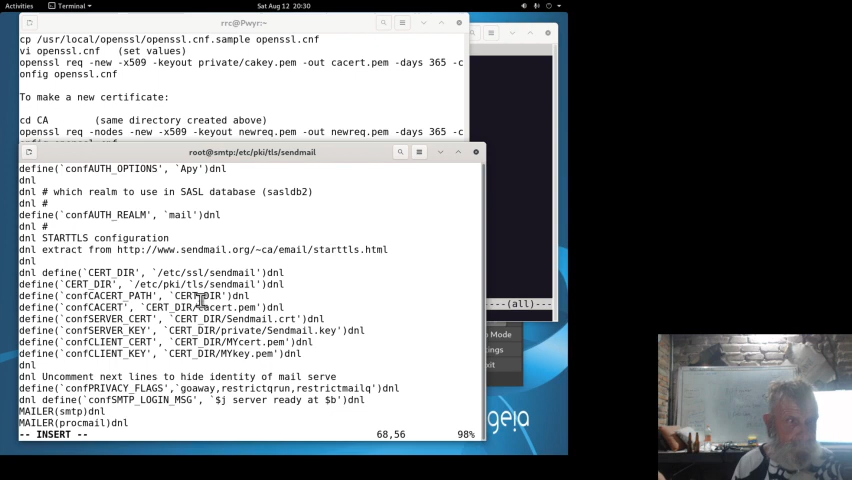 Activities
Terminal
Sat Aug 12 20:30
rrc@Pwyr:~
cp /usr/local/openssl/openssl.cnf.sample openssl.cnf
vi openssl.cnf   (set values)
openssl req -new -x509 -keyout private/cakey.pem -out cacert.pem -days 365 -c
onfig openssl.cnf
To make a new certificate:
cd CA       (same directory created above)
openssl req -nodes -new -x509 -keyout newreq.pem -out newreq.pem -days 365 -c
root@smtp:/etc/pki/tls/sendmail
define(`confAUTH_OPTIONS', `Apy')dnl
dnl
dnl # which realm to use in SASL database (sasldb2)
dnl #
define(`confAUTH_REALM', `mail')dnl
dnl #
dnl STARTTLS configuration
dnl extract from http://www.sendmail.org/~ca/email/starttls.html
dnl
dnl define(`CERT_DIR', `/etc/ssl/sendmail')dnl
define(`CERT_DIR', `/etc/pki/tls/sendmail')dnl
define(`confCACERT_PATH', `CERT_DIR')dnl
define(`confCACERT', `CERT_DIR/cacert.pem')dnl
define(`confSERVER_CERT', `CERT_DIR/Sendmail.crt')dnl
define(`confSERVER_KEY', `CERT_DIR/private/Sendmail.key')dnl
define(`confCLIENT_CERT', `CERT_DIR/MYcert.pem')dnl
define(`confCLIENT_KEY', `CERT_DIR/MYkey.pem')dnl
dnl
dnl Uncomment next lines to hide identity of mail serve
define(`confPRIVACY_FLAGS',`goaway,restrictqrun,restrictmailq')dnl
dnl define(`confSMTP_LOGIN_MSG', `$j server ready at $b')dnl
MAILER(smtp)dnl
MAILER(procmail)dnl
-- INSERT --
68,56
98%
---(all)---
Mode
geia